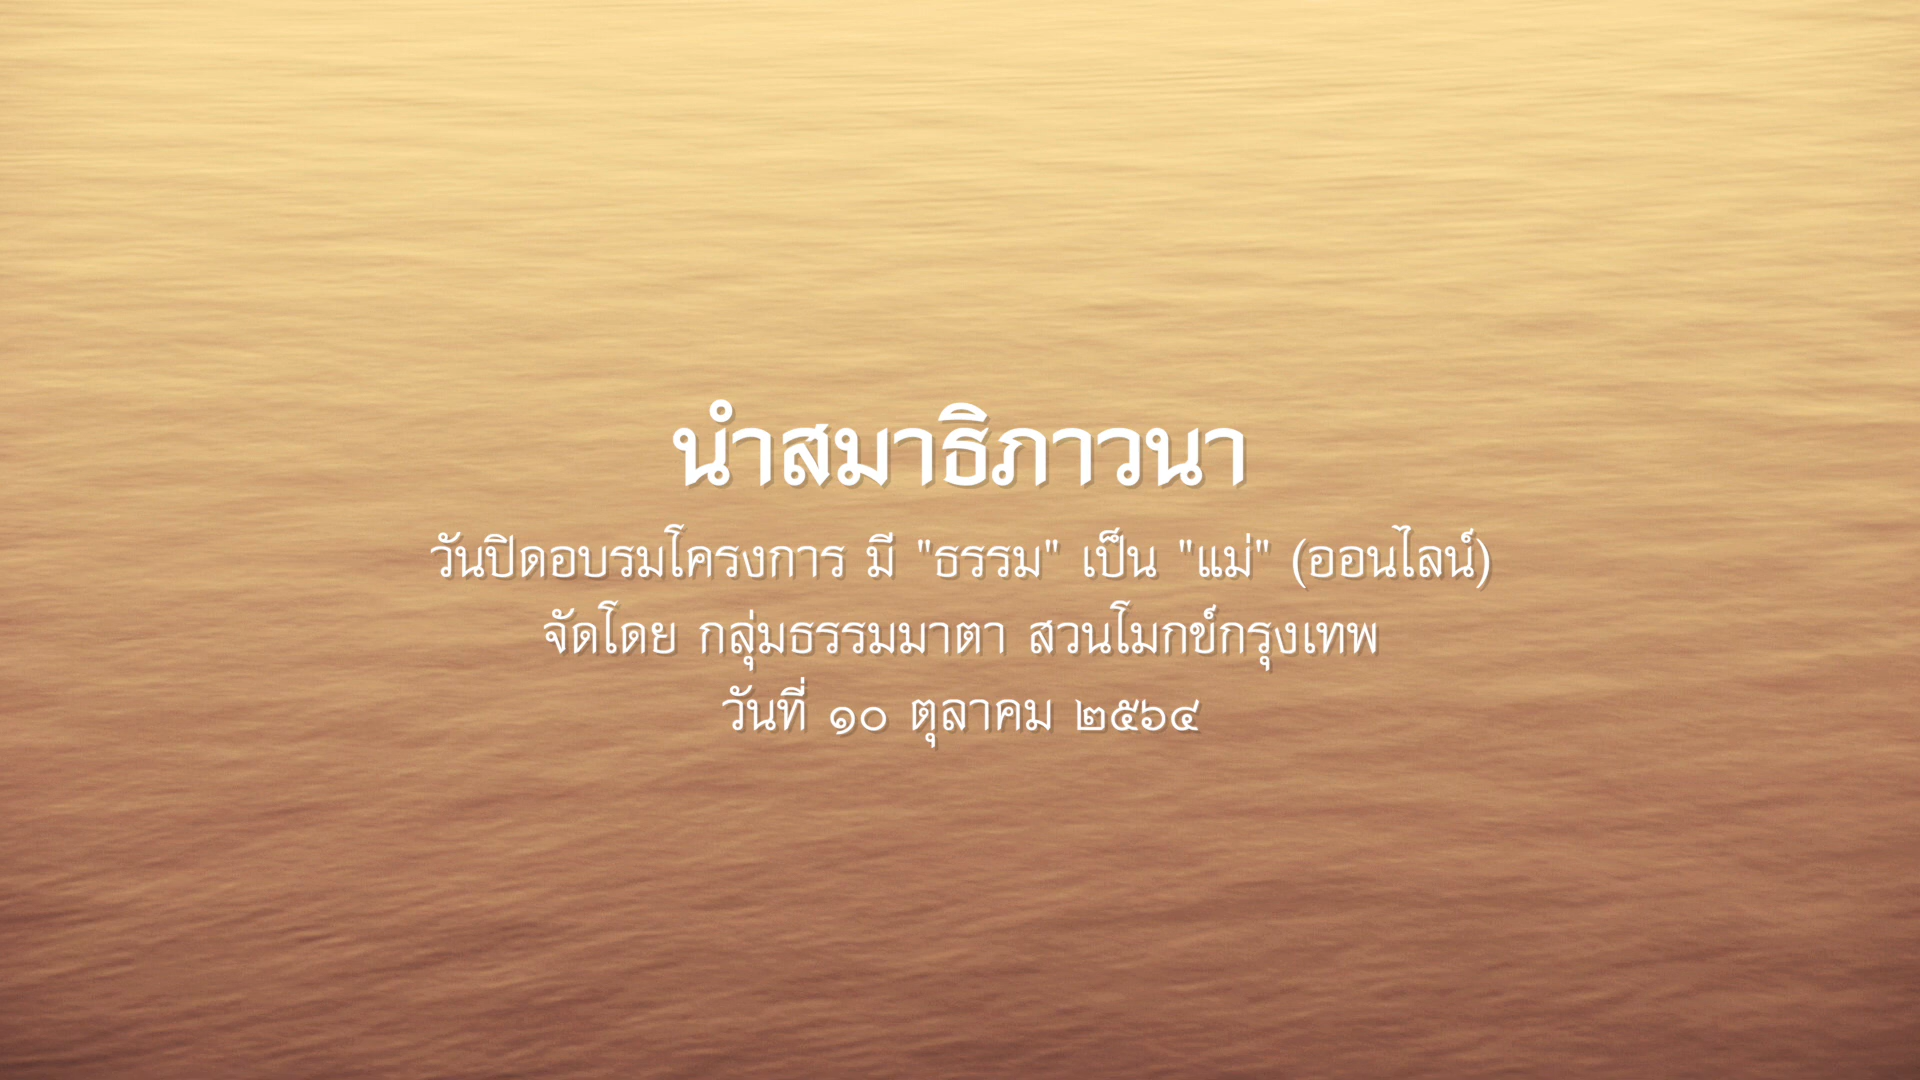 นำสมาธิภาวนา
วันปิดอบรมโครงการ มี "ธรรม" เป็น "แม่" (ออนไลน์)
จัดโดย กลุ่มธรรมมาตา สวนโมกข์กรุงเทพ
วันที่ ๑๐ ตุลาคม ๒๕๖๔